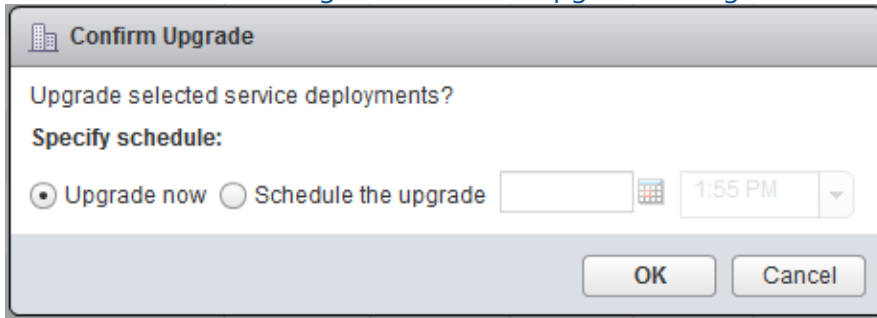 Confirm Upgrade
Upgrade selected service deployments?
Specify schedule:
Upgrade now Schedule the upgrade 1:55 PM
OK Cancel